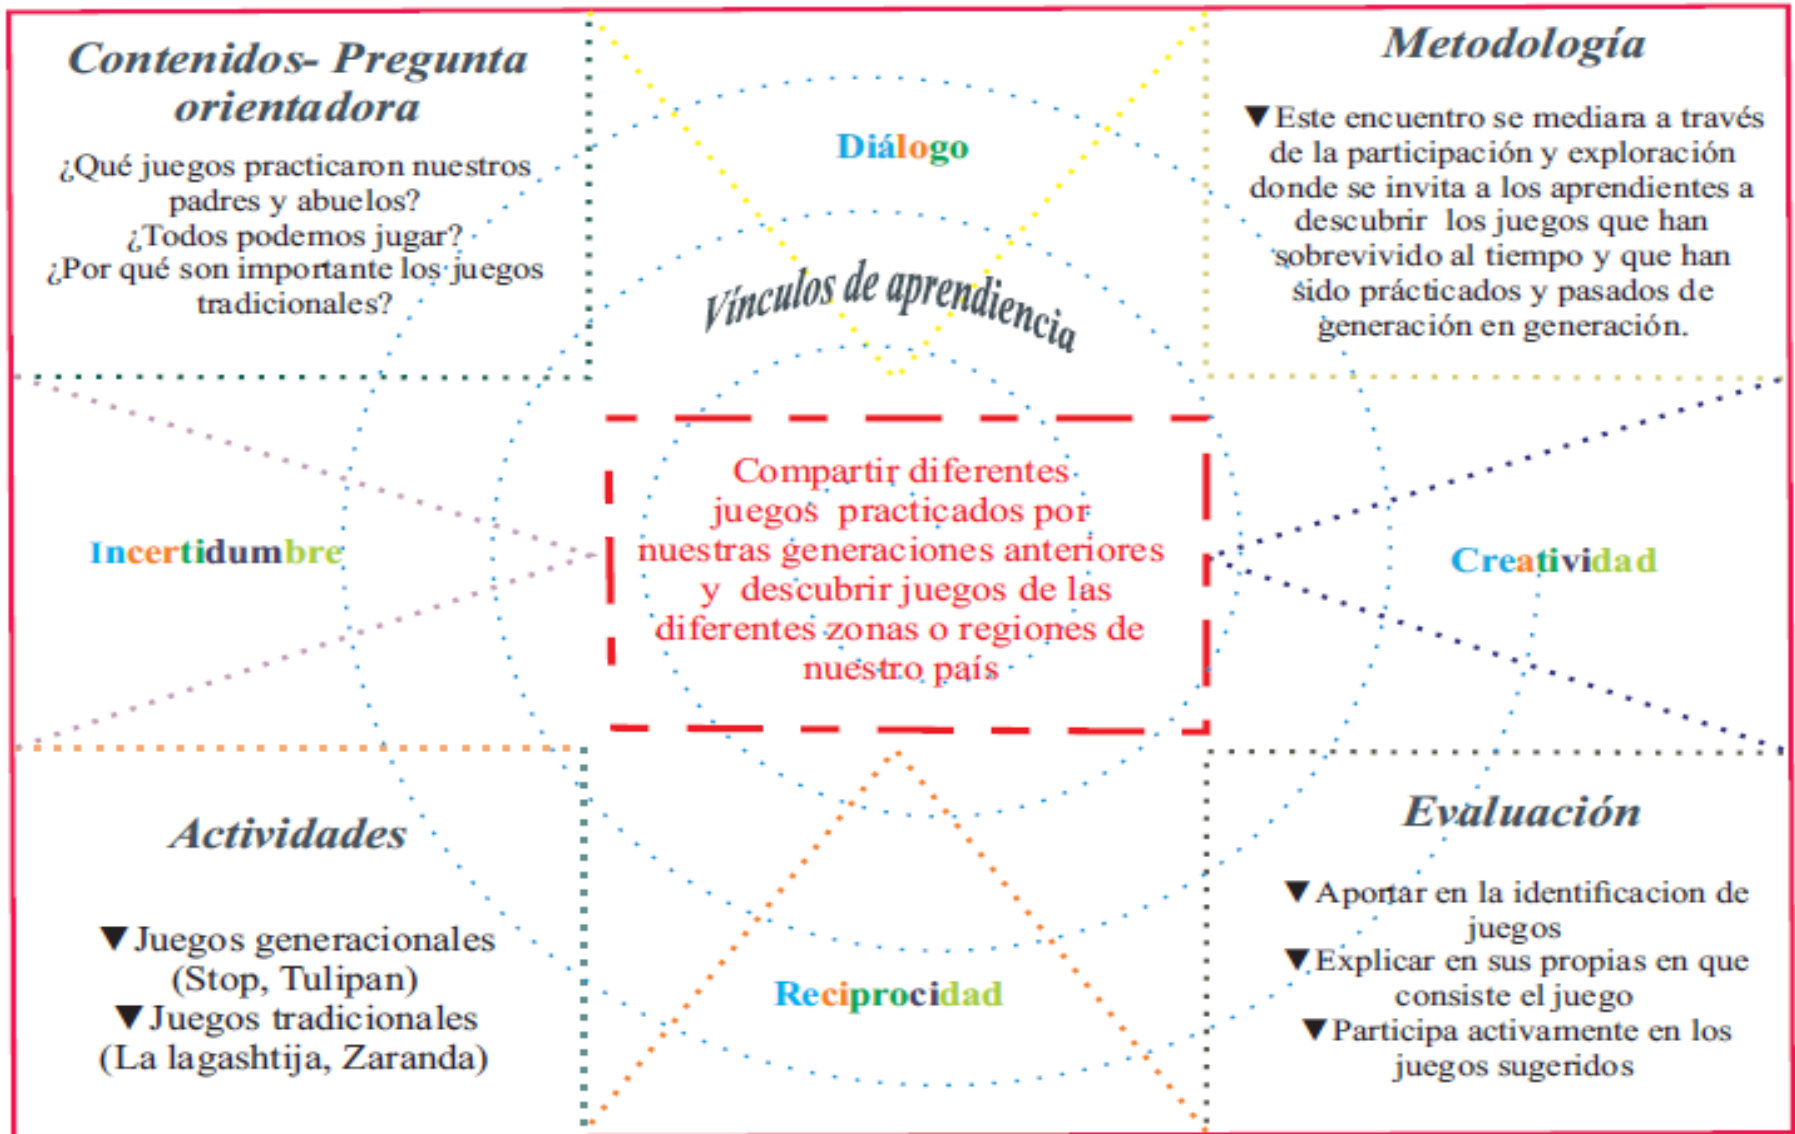 Contenidos- Pregunta
orientadora
¿Qué juegos practicaron nuestros
padres y abuelos?
¿Todos podemos jugar?
¿Por qué son importante los juegos
tradicionales?
Diálogo
Vínculos de aprendiencia
Metodología
▼Este encuentro se mediara a través
de la participación y exploración
donde se invita a los aprendientes a
descubrir los juegos que han
sobrevivido al tiempo y que han
sido prácticados y pasados de
generación en generación.
Incertidumbre
Compartir diferentes
juegos practicados por
nuestras generaciones anteriores
y descubrir juegos de las
diferentes zonas o regiones de
nuestro país
Creatividad
Actividades
▼Juegos generacionales
(Stop, Tulipan)
▼Juegos tradicionales
(La lagashtija, Zaranda)
Reciprocidad
Evaluación
▼Aportar en la identificacion de
juegos
▼Explicar en sus propias en que
consiste el juego
▼Participa activamente en los
juegos sugeridos